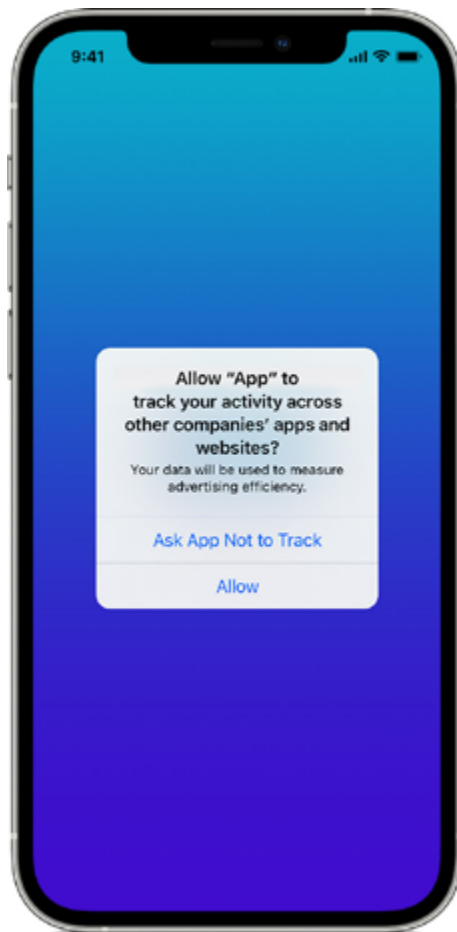 9:41
Allow "App" to
track your activity across
other companies' apps and
websites?
Your data will be used to measure
advertising efficiency.
Ask App Not to Track
Allow